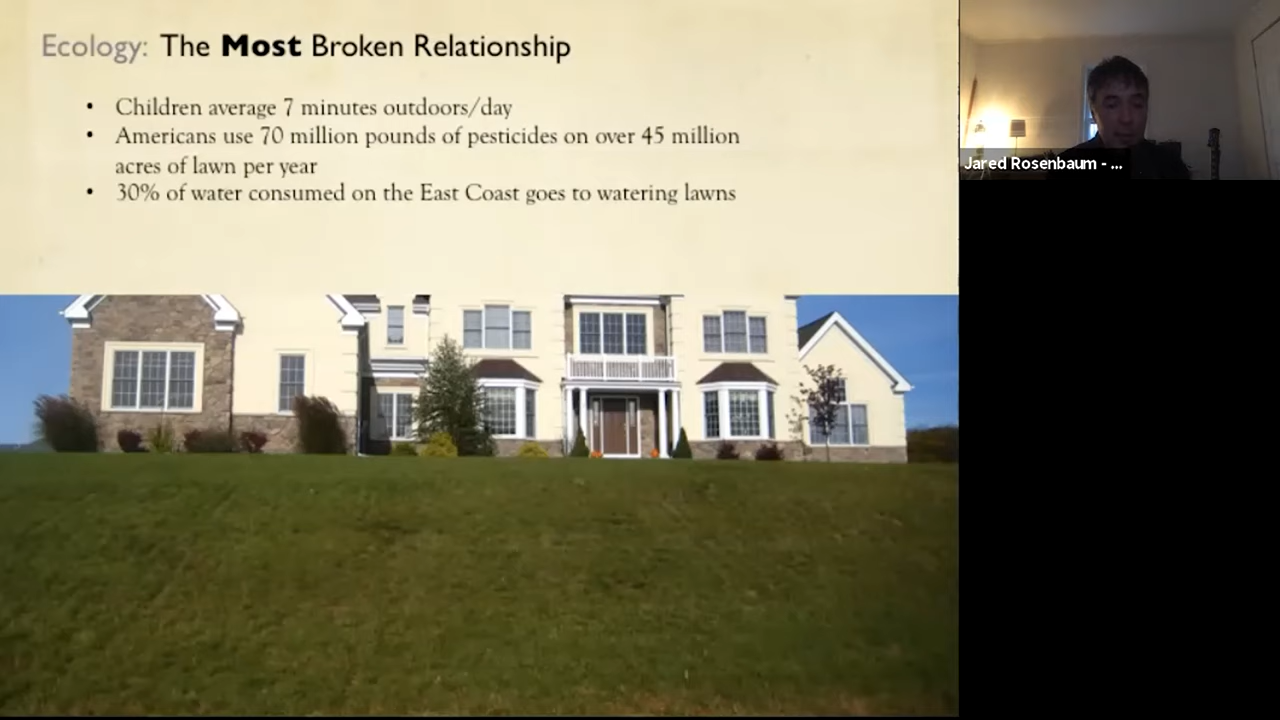 Ecology: The Most Broken Relationship
• Children average 7 minutes outdoors/day
• Americans use 70 million pounds of pesticides on over 45 million
acres of lawn per year
• 30% of water consumed on the East Coast goes to watering lawns
Jared Rosenbaum - ...